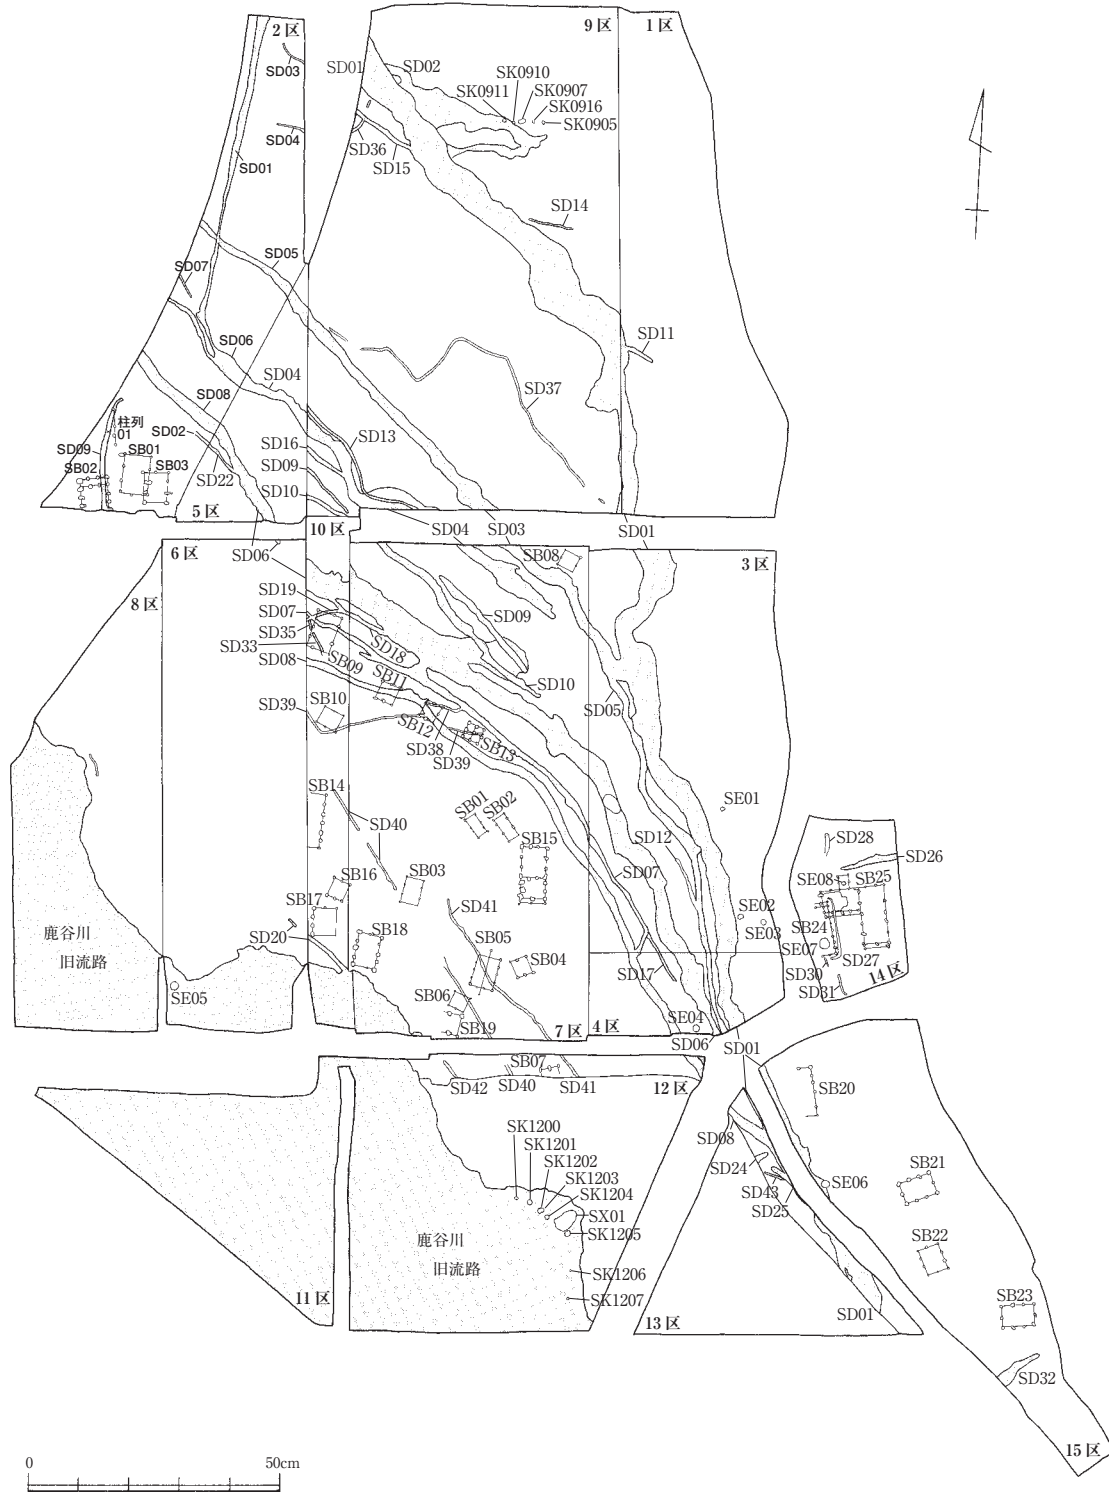 2区
9区
1区
SD03
SD01
SD02
SK0910
SK0911
SK0907
SK0916
SK0905
SD04
SD36
SD15
SD01
SD14
SD05
SD07
SD11
SD06
SD04
SD37
SD08
柱列
01
SD02
SD13
SD16
SD09
SB01
SB02
SB03
SD09
SD22
SD10
5区
10区
SD04
SD03
SD01
6区
SD06
SB08
3区
8区
SD19
SD07
SD35
SD33
SD08
SD09
SD18
SB09
SB11
SD10
SD39
SB10
SB12
SD38
SD39
SB13
SD05
SB14
SD40
SB01
SB02
SE01
SB15
SD12
SD28
SD26
SB16
SB03
SD07
SE08
SB25
SB17
SD41
SE02
SE03
SB24
SD20
SB18
SB05
SB04
SE07
SD27
鹿谷川
旧流路
SD17
SD30
SD31
14区
SE05
SB06
SB19
SE04
7区
4区
SD06
SD01
SB07
SD42
SD40
SD41
12区
SB20
SK1200
SK1201
SK1202
SK1203
SK1204
SX01
SK1205
SD08
SD24
SD43
SD25
SE06
SB21
鹿谷川
旧流路
SB22
SK1206
SK1207
11区
13区
SD01
SB23
SD32
15区
0
50cm